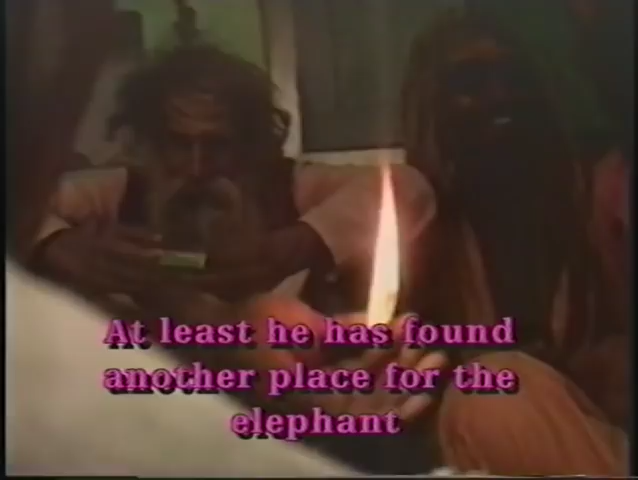 At least he has found
another place for the
elephant